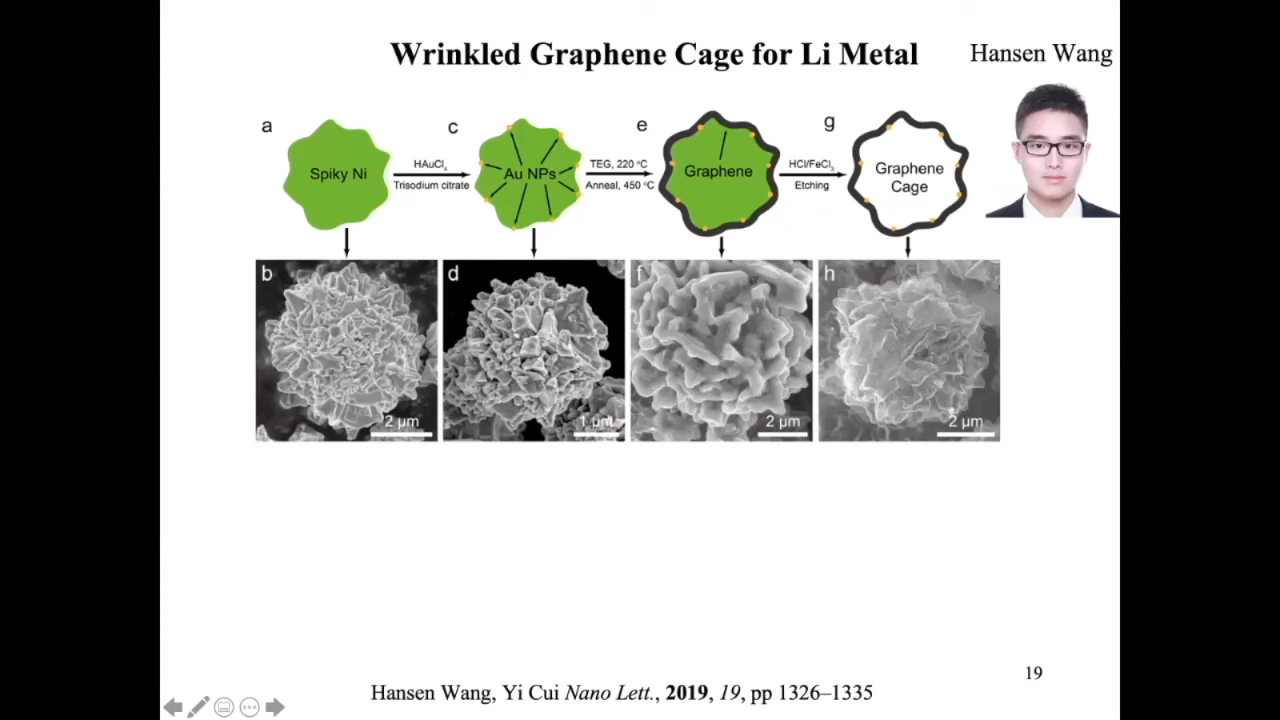 Wrinkled Graphene Cage for Li Metal
Hansen Wang
a
c
e
g
Spiky Ni
HAuCl4
Trisodium citrate
Au NPs
TEG, 220 °C
Anneal, 450 °C
Graphene
HCl/FeCl3
Etching
Graphene
Cage
b
d
f
h
2 μm
1 μm
2 μm
2 μm
19
Hansen Wang, Yi Cui Nano Lett., 2019, 19, pp 1326–1335